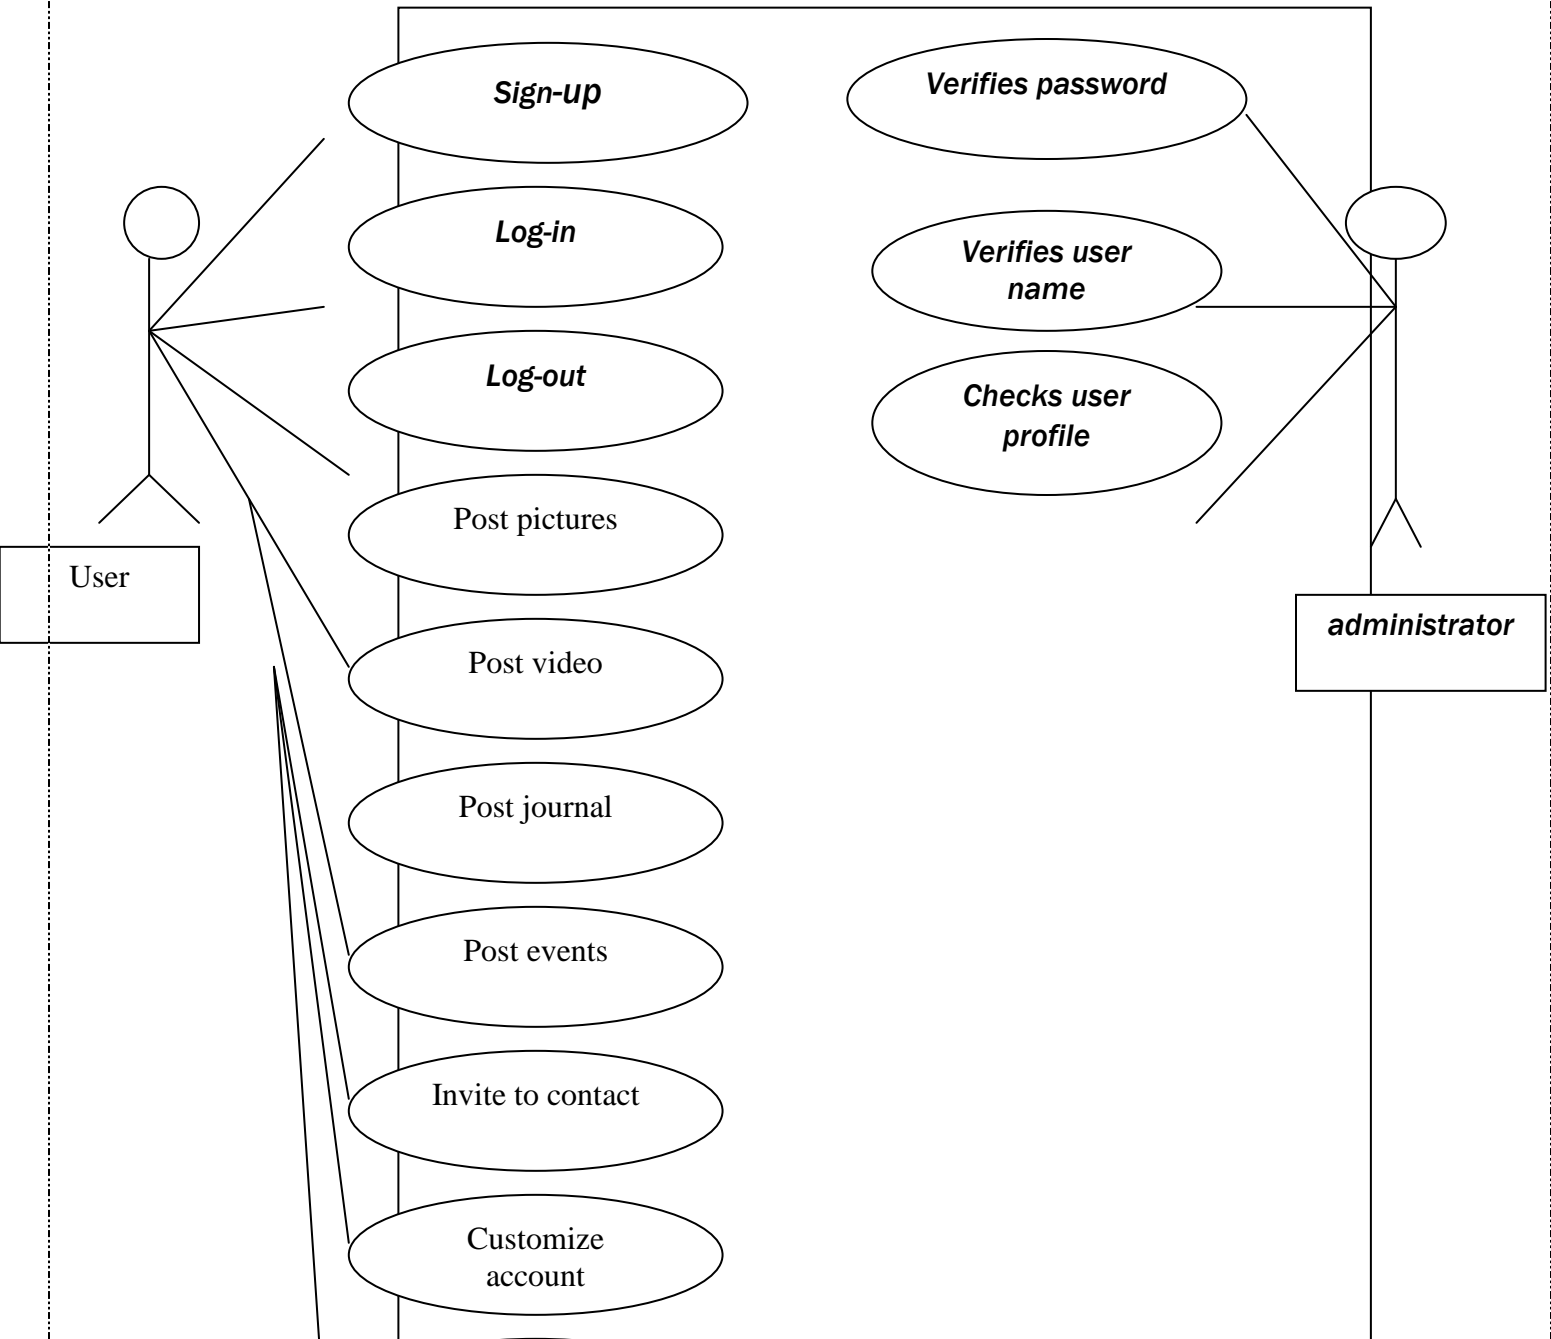 Sign-up
Verifies password
Log-in
Verifies user
name
Log-out
Checks user
profile
Post pictures
User
administrator
Post video
Post journal
Post events
Invite to contact
Customize
account